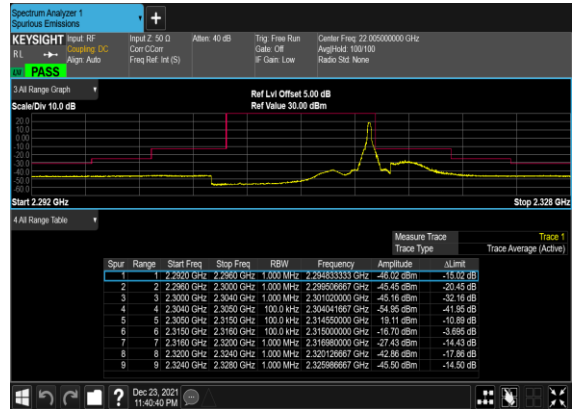 Spectrum Analyzer 1
Spurious Emissions
KEYSIGHT Input: RF Input Z: 50 Ω Atten: 40 dB Trig: Free Run Center Freq: 22.005000000 GHz
RL Coupling: DC Corr CCorr Gate: Off Avg|Hold: 100/100
Align: Auto Freq Ref: Int (S) IF Gain: Low Radio Std: None
LW PASS
3 All Range Graph
Ref Lvl Offset 5.00 dB
Scale/Div 10.0 dB Ref Value 30.00 dBm
20.0
10.0
0.00
-10.0
-20.0
-30.0
-40.0
-50.0
-60.0
Start 2.292 GHz Stop 2.328 GHz
4 All Range Table
Measure Trace Trace 1
Trace Type Trace Average (Active)
Spur Range Start Freq Stop Freq RBW Frequency Amplitude ΔLimit
1 1 2.2920 GHz 2.2960 GHz 1.000 MHz 2.294833333 GHz -46.02 dBm -15.02 dB
2 2 2.2960 GHz 2.3000 GHz 1.000 MHz 2.299506667 GHz -45.45 dBm -20.45 dB
3 3 2.3000 GHz 2.3040 GHz 1.000 MHz 2.301020000 GHz -45.16 dBm -32.16 dB
4 4 2.3040 GHz 2.3050 GHz 100.0 kHz 2.304041667 GHz -54.95 dBm -41.95 dB
5 5 2.3050 GHz 2.3150 GHz 100.0 kHz 2.314550000 GHz 19.11 dBm -10.89 dB
6 6 2.3150 GHz 2.3160 GHz 100.0 kHz 2.315000000 GHz -16.70 dBm -3.695 dB
7 7 2.3160 GHz 2.3200 GHz 1.000 MHz 2.316980000 GHz -27.43 dBm -14.43 dB
8 8 2.3200 GHz 2.3240 GHz 1.000 MHz 2.320126667 GHz -42.86 dBm -17.86 dB
9 9 2.3240 GHz 2.3280 GHz 1.000 MHz 2.325986667 GHz -45.50 dBm -14.50 dB
Dec 23, 2021
11:40:40 PM